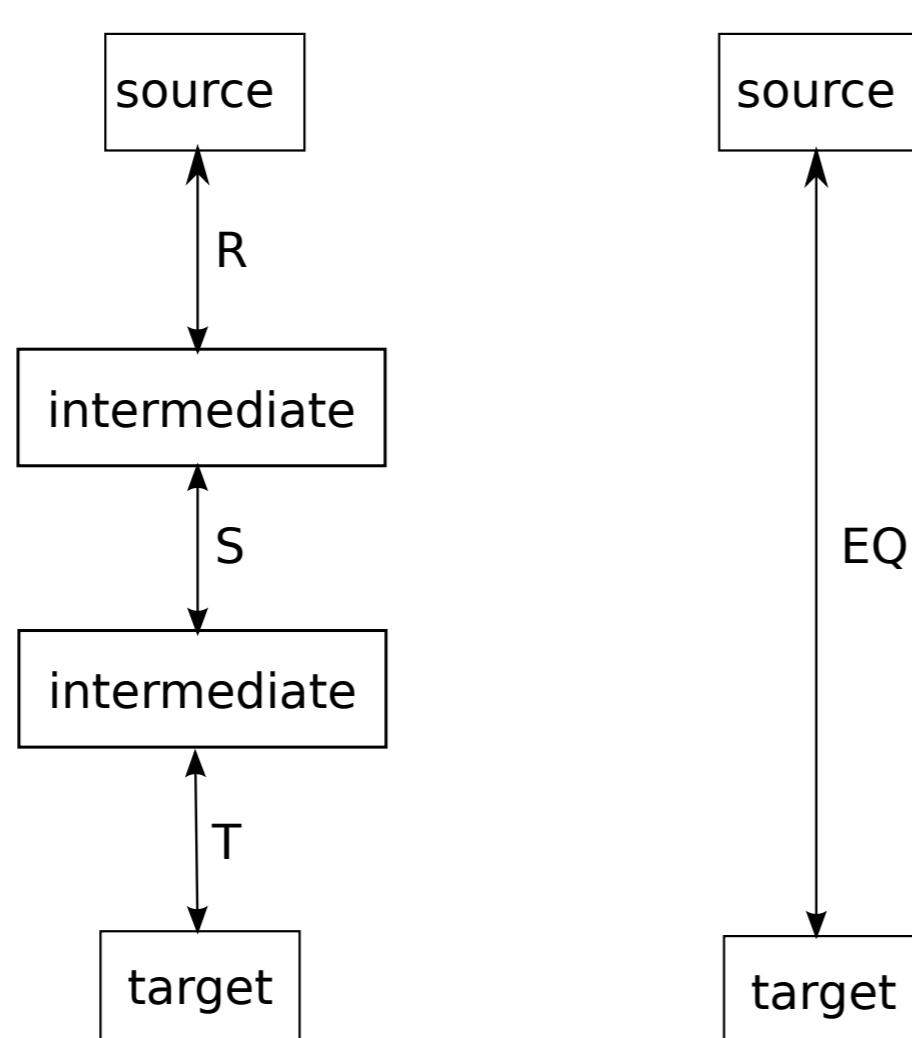 source
R
intermediate
S
intermediate
T
target
source
EQ
target